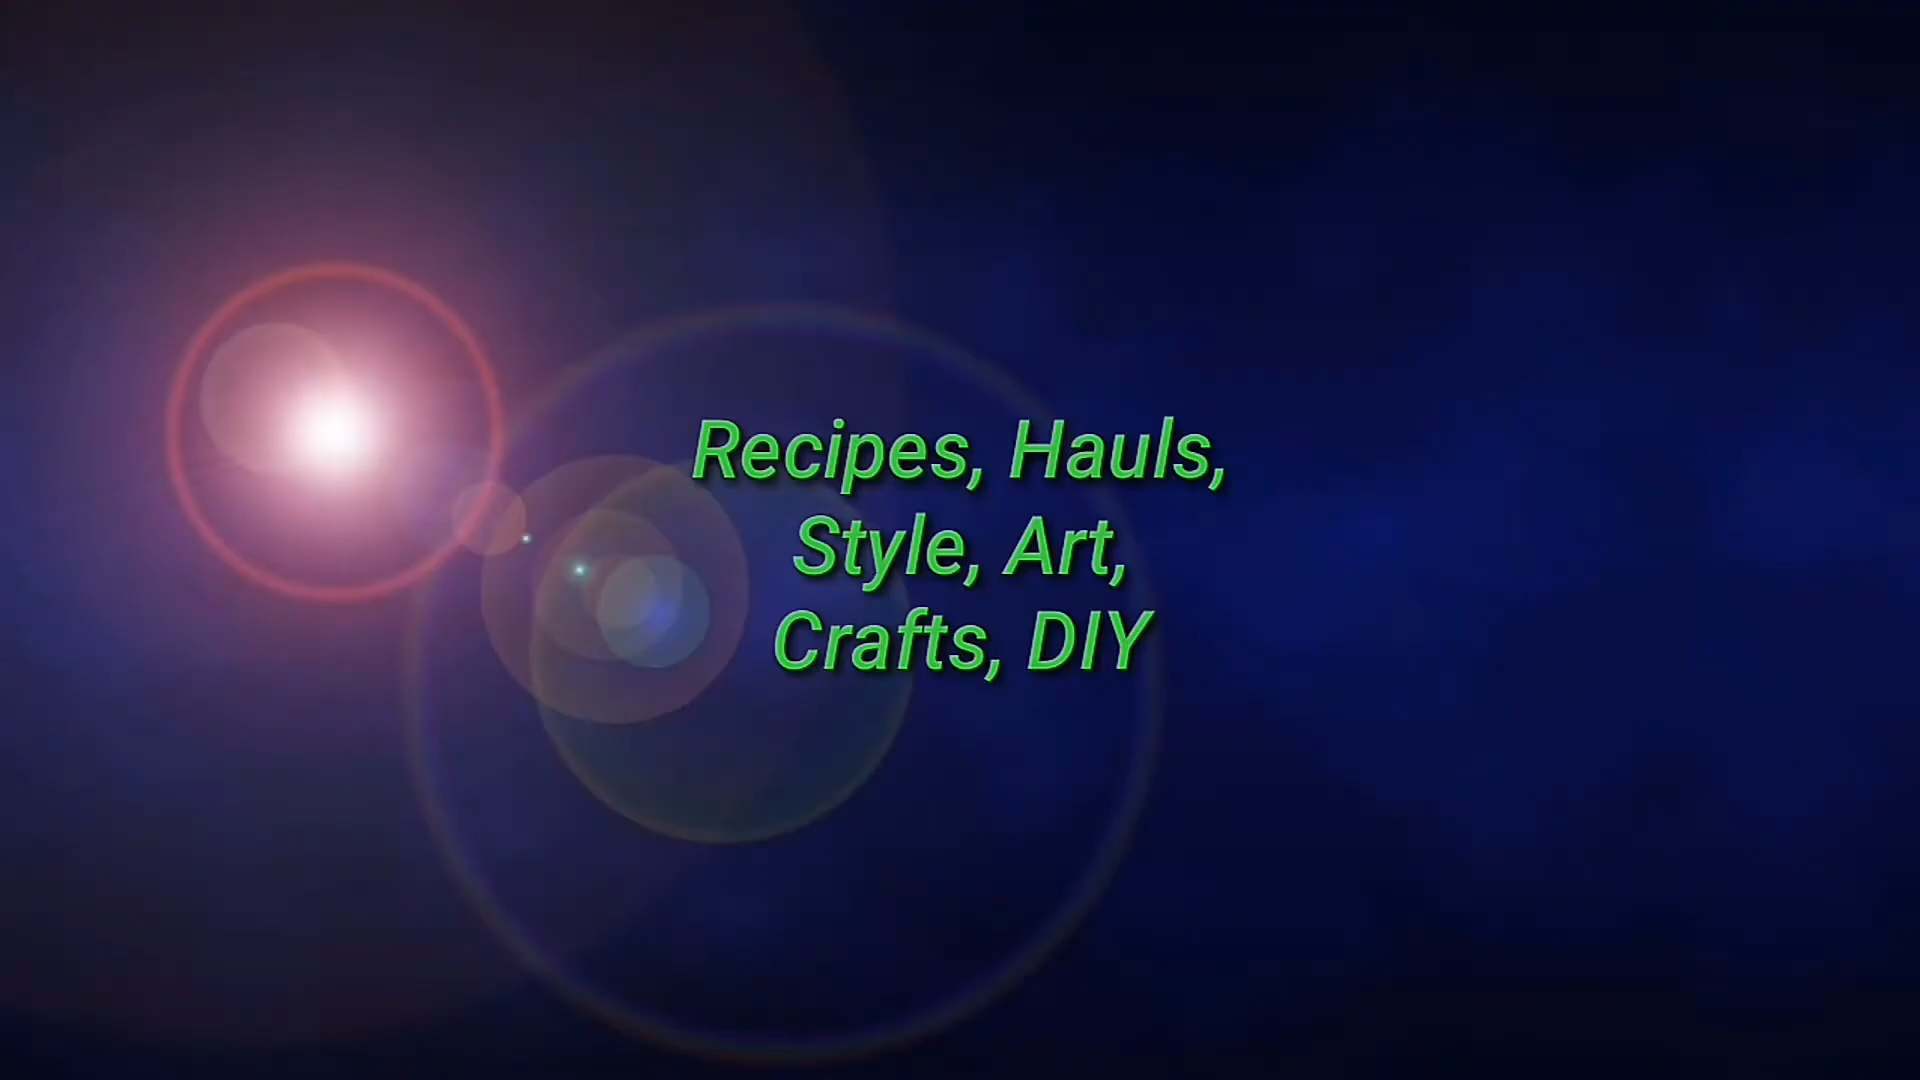 Recipes, Hauls,
Style, Art,
Crafts, DIY